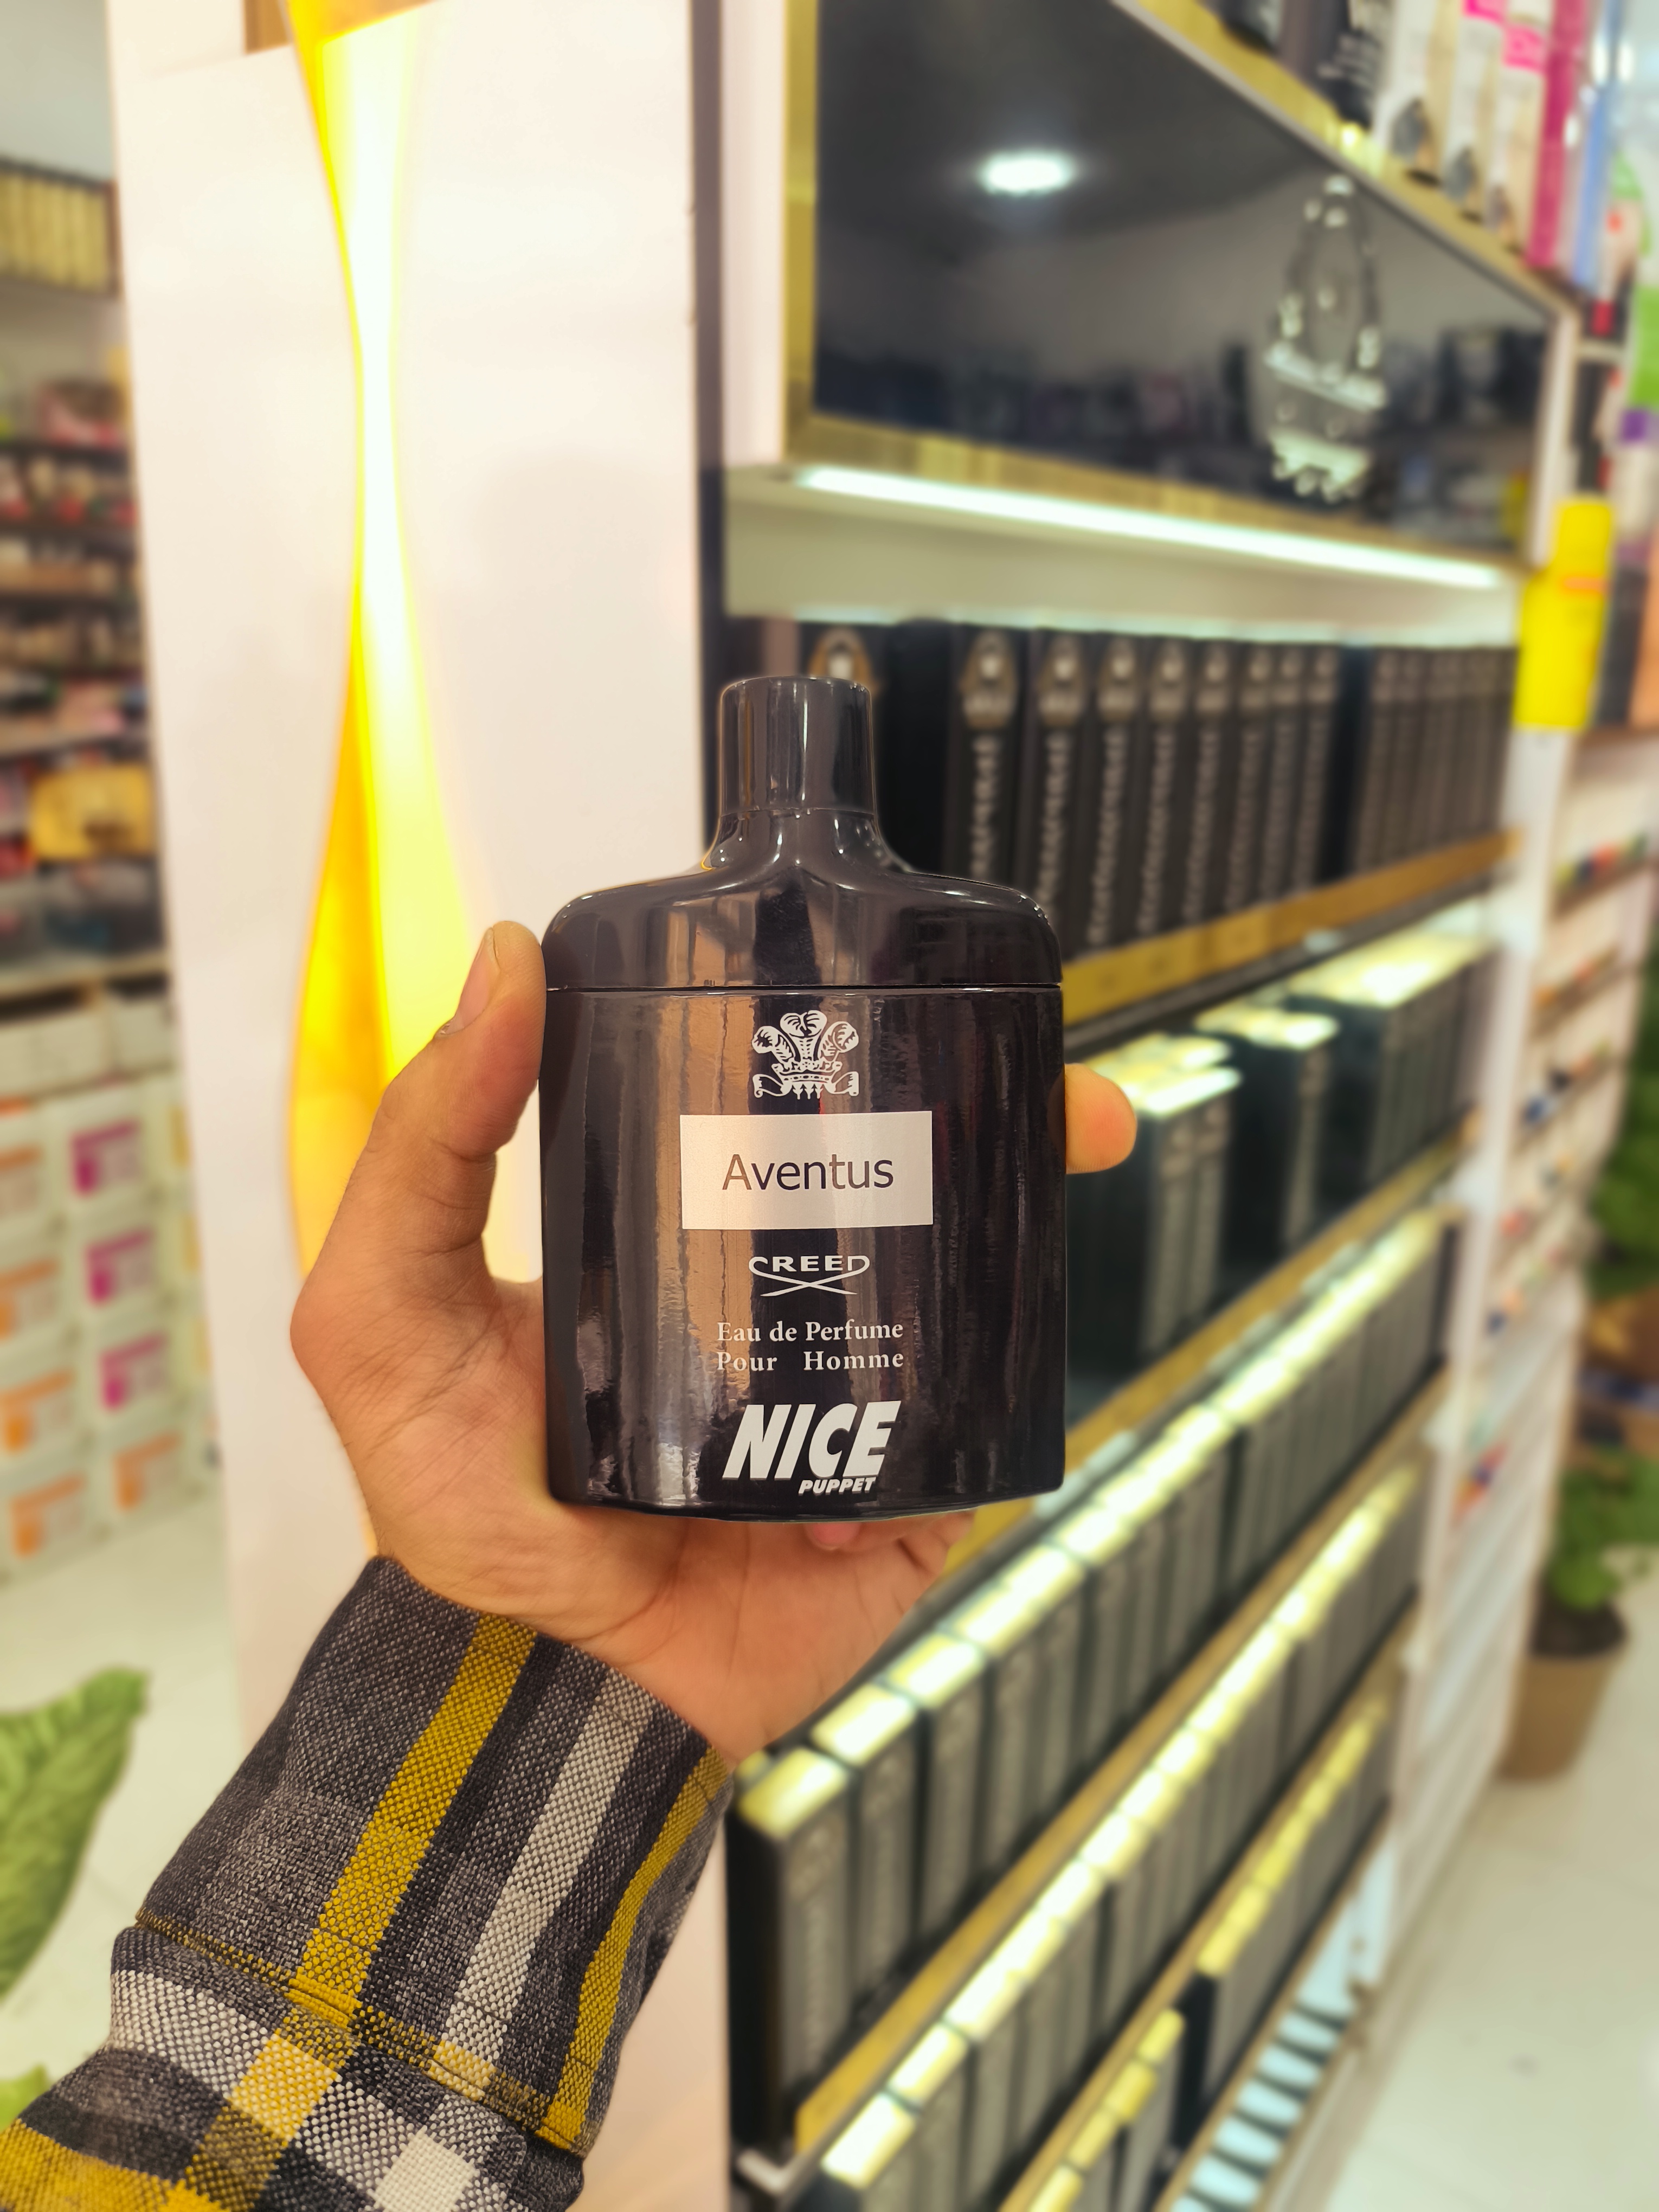 Aventus
CREED
Eau de Perfume
Pour Homme
NICE
PUPPET